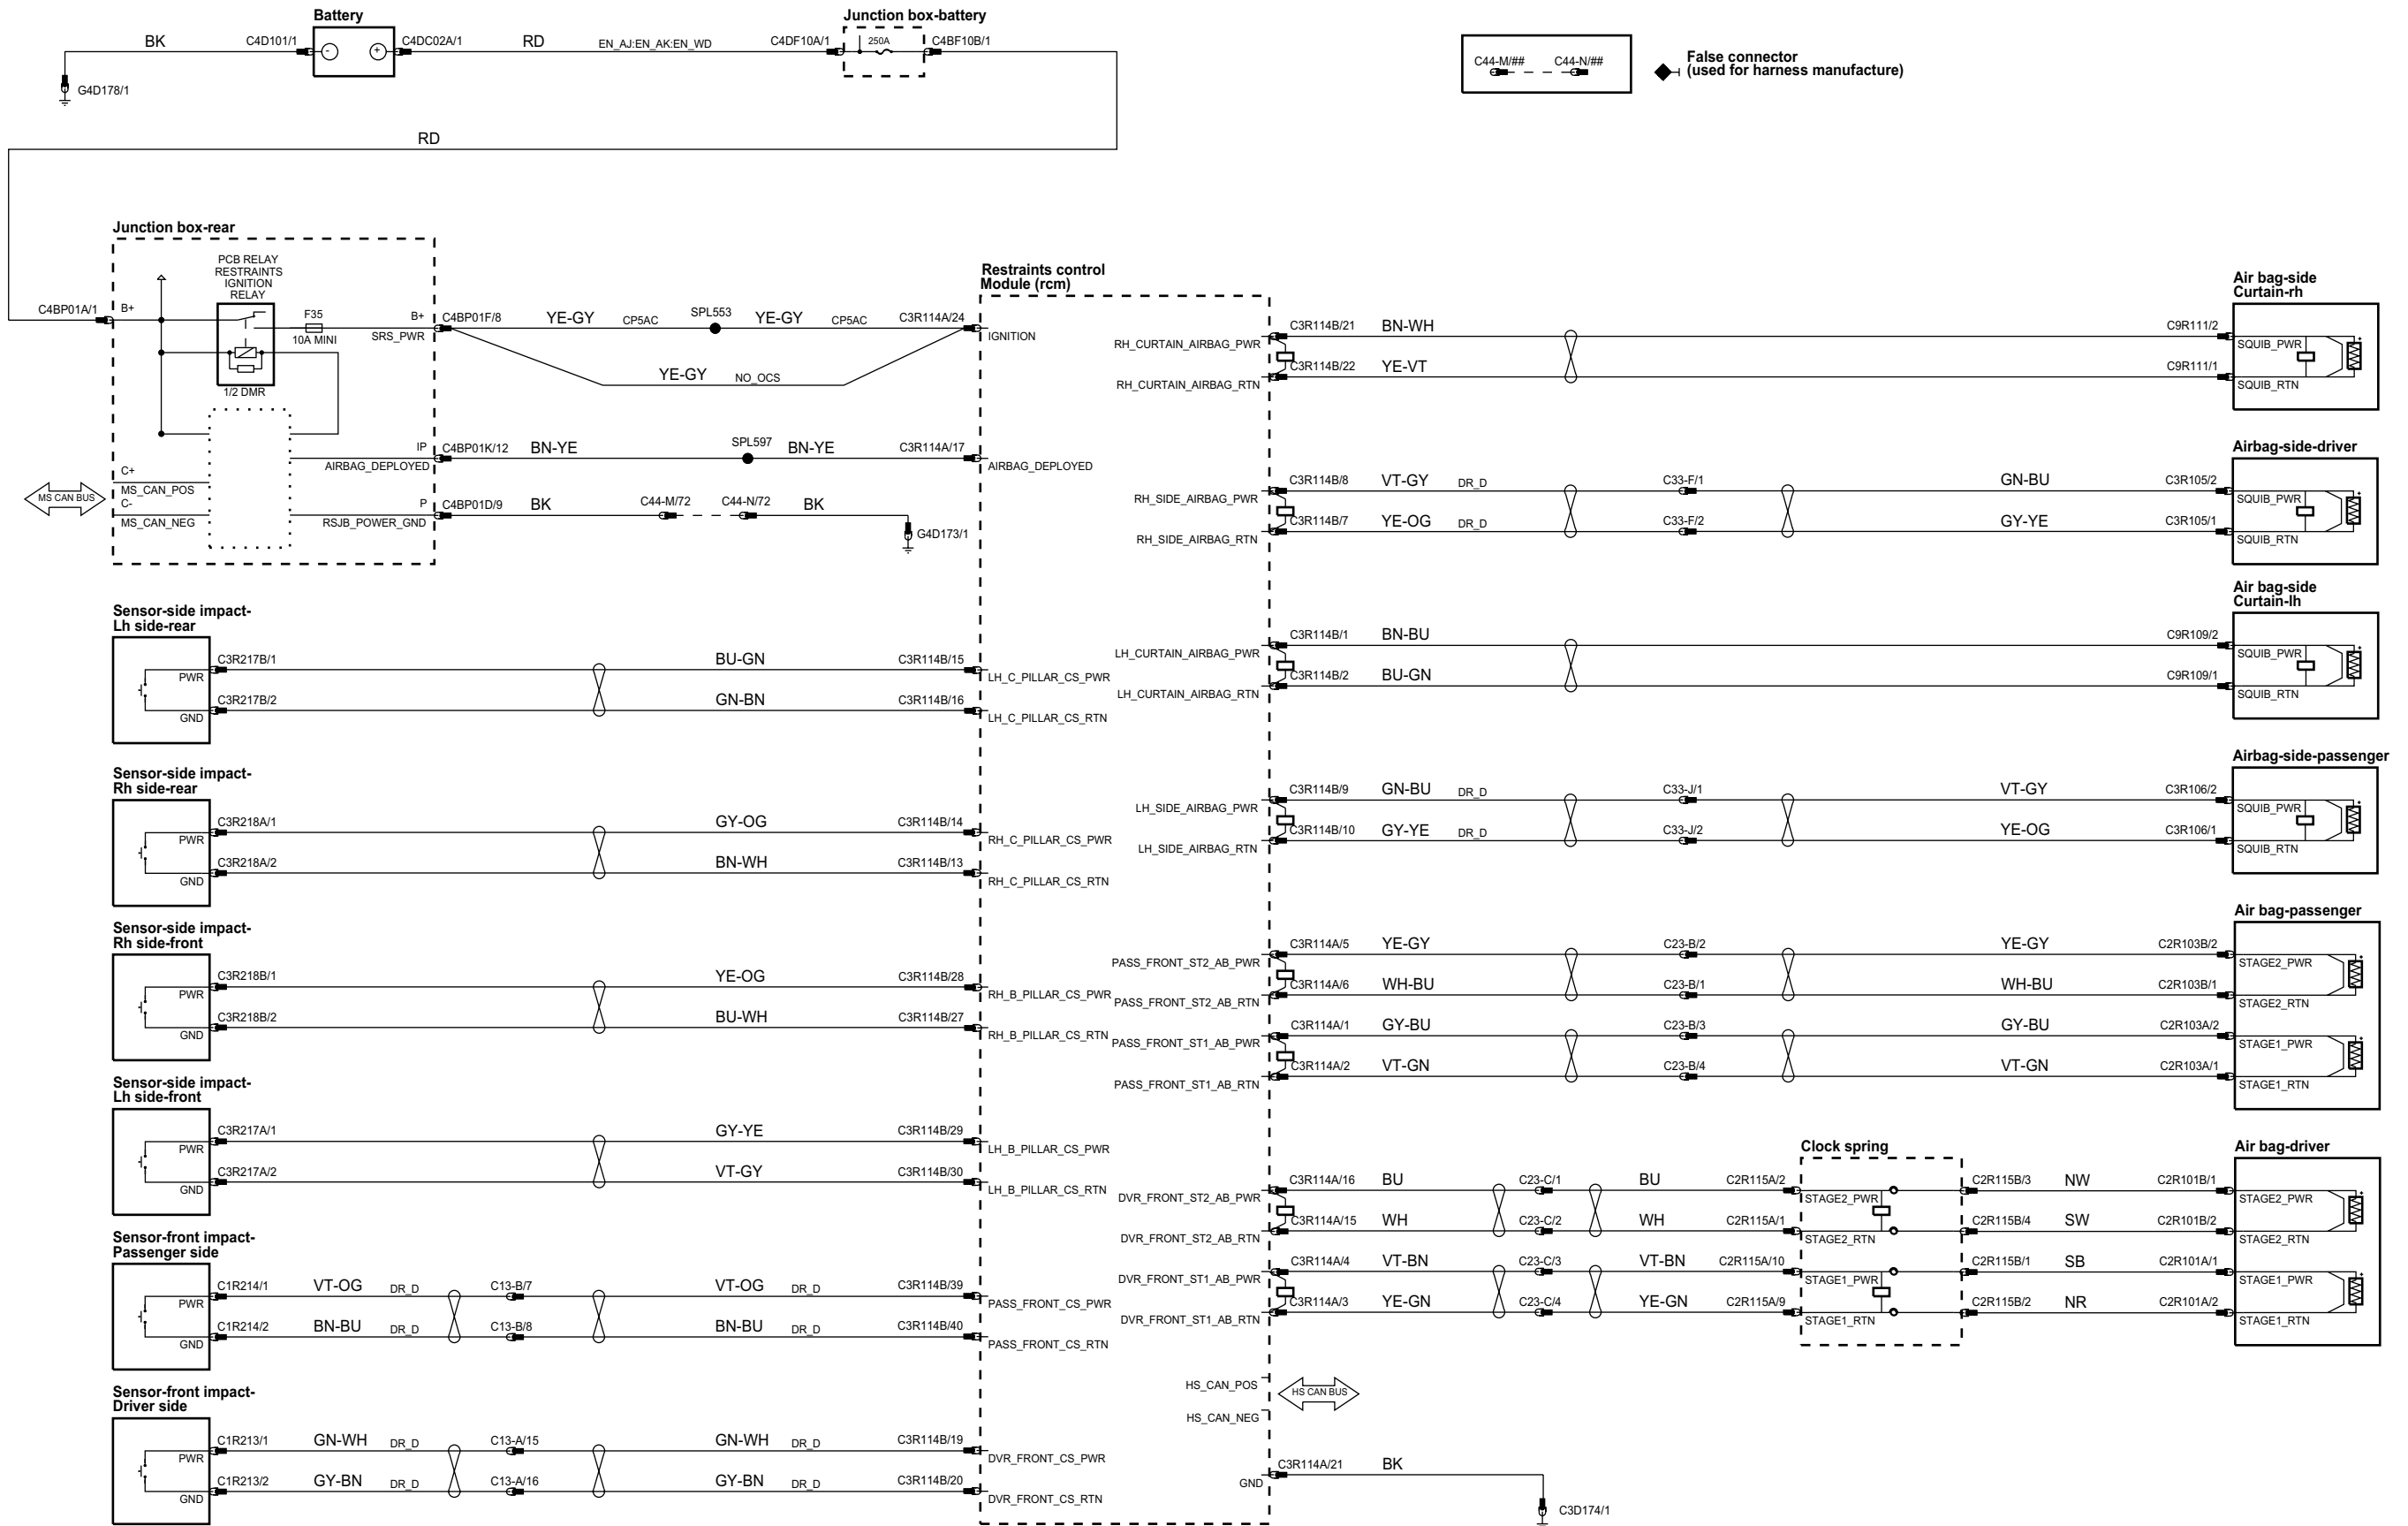 Battery
Junction box-battery
BK
C4D101/1
-
+
C4DC02A/1
RD
EN_AJ:EN_AK:EN_WD
C4DF10A/1
250A
C4BF10B/1
G4D178/1
C44-M/##
C44-N/##
False connector
(used for harness manufacture)
RD
Junction box-rear
PCB RELAY
RESTRAINTS
IGNITION
RELAY
C4BP01A/1
B+
F35
10A MINI
1/2 DMR
B+
SRS_PWR
C4BP01F/8
YE-GY
CP5AC
SPL553
YE-GY
CP5AC
C3R114A/24
YE-GY
NO_OCS
IP
AIRBAG_DEPLOYED
C4BP01K/12
BN-YE
SPL597
BN-YE
C3R114A/17
C+
MS_CAN_POS
C-
MS_CAN_NEG
MS CAN BUS
P
RSJB_POWER_GND
C4BP01D/9
BK
C44-M/72
C44-N/72
BK
G4D173/1
Sensor-side impact-
Lh side-rear
PWR
GND
C3R217B/1
BU-GN
C3R114B/15
C3R217B/2
GN-BN
C3R114B/16
Sensor-side impact-
Rh side-rear
PWR
GND
C3R218A/1
GY-OG
C3R114B/14
C3R218A/2
BN-WH
C3R114B/13
Sensor-side impact-
Rh side-front
PWR
GND
C3R218B/1
YE-OG
C3R114B/28
C3R218B/2
BU-WH
C3R114B/27
Sensor-side impact-
Lh side-front
PWR
GND
C3R217A/1
GY-YE
C3R114B/29
C3R217A/2
VT-GY
C3R114B/30
Sensor-front impact-
Passenger side
PWR
GND
C1R214/1
VT-OG
DR_D
C13-B/7
VT-OG
DR_D
C3R114B/39
C1R214/2
BN-BU
DR_D
C13-B/8
BN-BU
DR_D
C3R114B/40
Sensor-front impact-
Driver side
PWR
GND
C1R213/1
GN-WH
DR_D
C13-A/15
GN-WH
DR_D
C3R114B/19
C1R213/2
GY-BN
DR_D
C13-A/16
GY-BN
DR_D
C3R114B/20
Restraints control
Module (rcm)
IGNITION
AIRBAG_DEPLOYED
LH_C_PILLAR_CS_PWR
LH_C_PILLAR_CS_RTN
RH_C_PILLAR_CS_PWR
RH_C_PILLAR_CS_RTN
RH_B_PILLAR_CS_PWR
RH_B_PILLAR_CS_RTN
LH_B_PILLAR_CS_PWR
LH_B_PILLAR_CS_RTN
PASS_FRONT_CS_PWR
PASS_FRONT_CS_RTN
DVR_FRONT_CS_PWR
DVR_FRONT_CS_RTN
RH_CURTAIN_AIRBAG_PWR
RH_CURTAIN_AIRBAG_RTN
RH_SIDE_AIRBAG_PWR
RH_SIDE_AIRBAG_RTN
LH_CURTAIN_AIRBAG_PWR
LH_CURTAIN_AIRBAG_RTN
LH_SIDE_AIRBAG_PWR
LH_SIDE_AIRBAG_RTN
PASS_FRONT_ST2_AB_PWR
PASS_FRONT_ST2_AB_RTN
PASS_FRONT_ST1_AB_PWR
PASS_FRONT_ST1_AB_RTN
DVR_FRONT_ST2_AB_PWR
DVR_FRONT_ST2_AB_RTN
DVR_FRONT_ST1_AB_PWR
DVR_FRONT_ST1_AB_RTN
HS_CAN_POS
HS_CAN_NEG
HS CAN BUS
GND
C3R114A/21
BK
C3D174/1
Air bag-side
Curtain-rh
C3R114B/21
BN-WH
C9R111/2
SQUIB_PWR
C3R114B/22
YE-VT
C9R111/1
SQUIB_RTN
Airbag-side-driver
C3R114B/8
VT-GY
DR_D
C33-F/1
GN-BU
C3R105/2
SQUIB_PWR
C3R114B/7
YE-OG
DR_D
C33-F/2
GY-YE
C3R105/1
SQUIB_RTN
Air bag-side
Curtain-lh
C3R114B/1
BN-BU
C9R109/2
SQUIB_PWR
C3R114B/2
BU-GN
C9R109/1
SQUIB_RTN
Airbag-side-passenger
C3R114B/9
GN-BU
DR_D
C33-J/1
VT-GY
C3R106/2
SQUIB_PWR
C3R114B/10
GY-YE
DR_D
C33-J/2
YE-OG
C3R106/1
SQUIB_RTN
Air bag-passenger
C3R114A/5
YE-GY
C23-B/2
YE-GY
C2R103B/2
STAGE2_PWR
C3R114A/6
WH-BU
C23-B/1
WH-BU
C2R103B/1
STAGE2_RTN
C3R114A/1
GY-BU
C23-B/3
GY-BU
C2R103A/2
STAGE1_PWR
C3R114A/2
VT-GN
C23-B/4
VT-GN
C2R103A/1
STAGE1_RTN
Clock spring
Air bag-driver
C3R114A/16
BU
C23-C/1
BU
C2R115A/2
STAGE2_PWR
C2R115B/3
NW
C2R101B/1
STAGE2_PWR
C3R114A/15
WH
C23-C/2
WH
C2R115A/1
STAGE2_RTN
C2R115B/4
SW
C2R101B/2
STAGE2_RTN
C3R114A/4
VT-BN
C23-C/3
VT-BN
C2R115A/10
STAGE1_PWR
C2R115B/1
SB
C2R101A/1
STAGE1_PWR
C3R114A/3
YE-GN
C23-C/4
YE-GN
C2R115A/9
STAGE1_RTN
C2R115B/2
NR
C2R101A/2
STAGE1_RTN